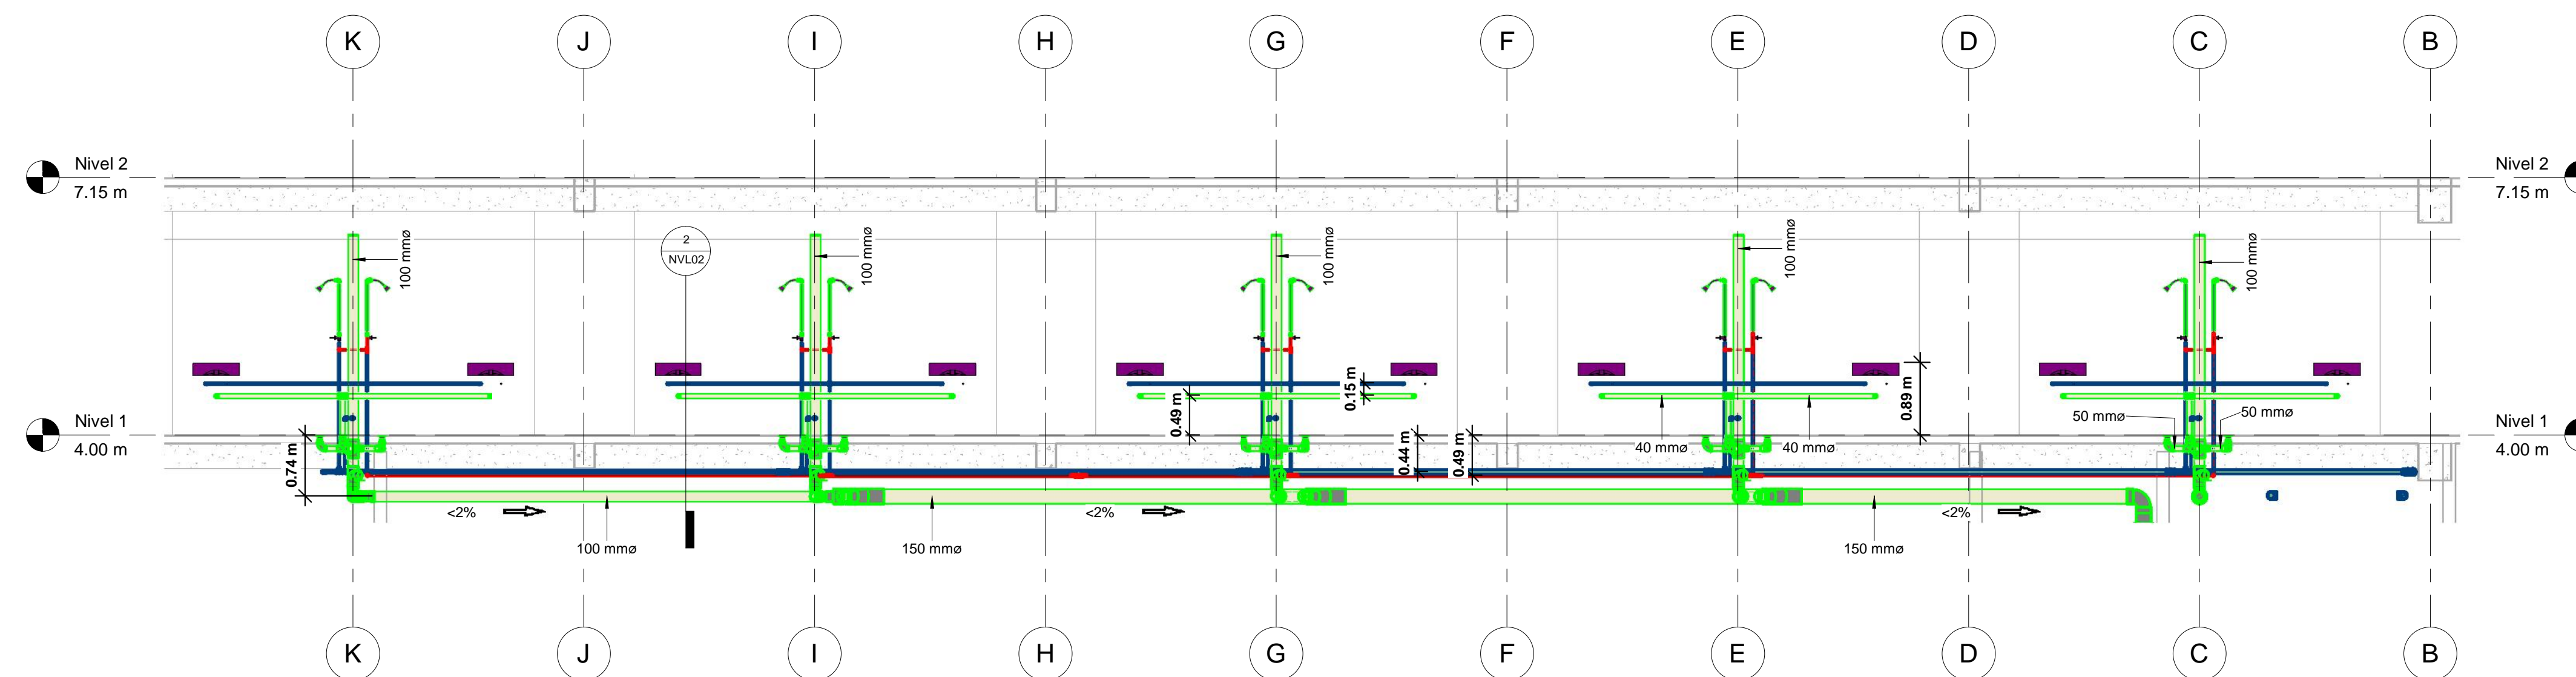 K J I H G F E D C B
Nivel 2
7.15 m
Nivel 2
7.15 m
100 mmø
2
NVL02
100 mmø
100 mmø
100 mmø
100 mmø
Nivel 1
4.00 m
0.74 m
0.49 m
0.15 m
0.44 m
0.49 m
40 mmø
40 mmø
0.89 m
50 mmø
50 mmø
Nivel 1
4.00 m
<2%
<2%
<2%
100 mmø
150 mmø
150 mmø
K J I H G F E D C B